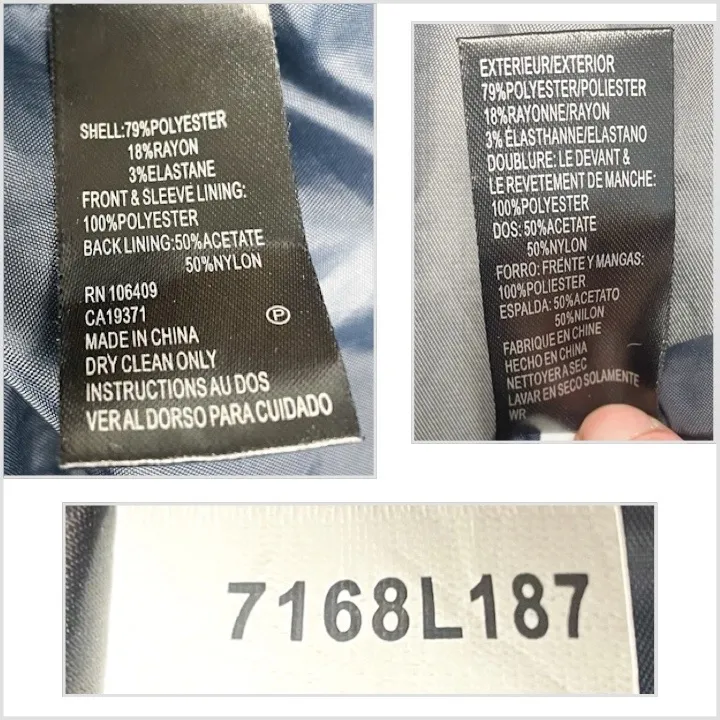 SHELL:79%POLYESTER
18%RAYON
3%ELASTANE
FRONT & SLEEVE LINING:
100%POLYESTER
BACK LINING:50%ACETATE
50%NYLON
RN 106409
CA19371
P
MADE IN CHINA
DRY CLEAN ONLY
INSTRUCTIONS AU DOS
VER AL DORSO PARA CUIDADO
EXTERIEUR/EXTERIOR
79%POLYESTER/POLIESTER
18%RAYONNE/RAYON
3% ÉLASTHANNE/ELASTANO
DOUBLURE: LE DEVANT &
LE REVETEMENT DE MANCHE:
100%POLYESTER
DOS: 50%ACETATE
50%NYLON
FORRO: FRENTE Y MANGAS:
100%POLIESTER
ESPALDA: 50%ACETATO
50%NILON
FABRIQUE EN CHINE
HECHO EN CHINA
NETTOYER A SEC
LAVAR EN SECO SOLAMENTE
WR
7168L187